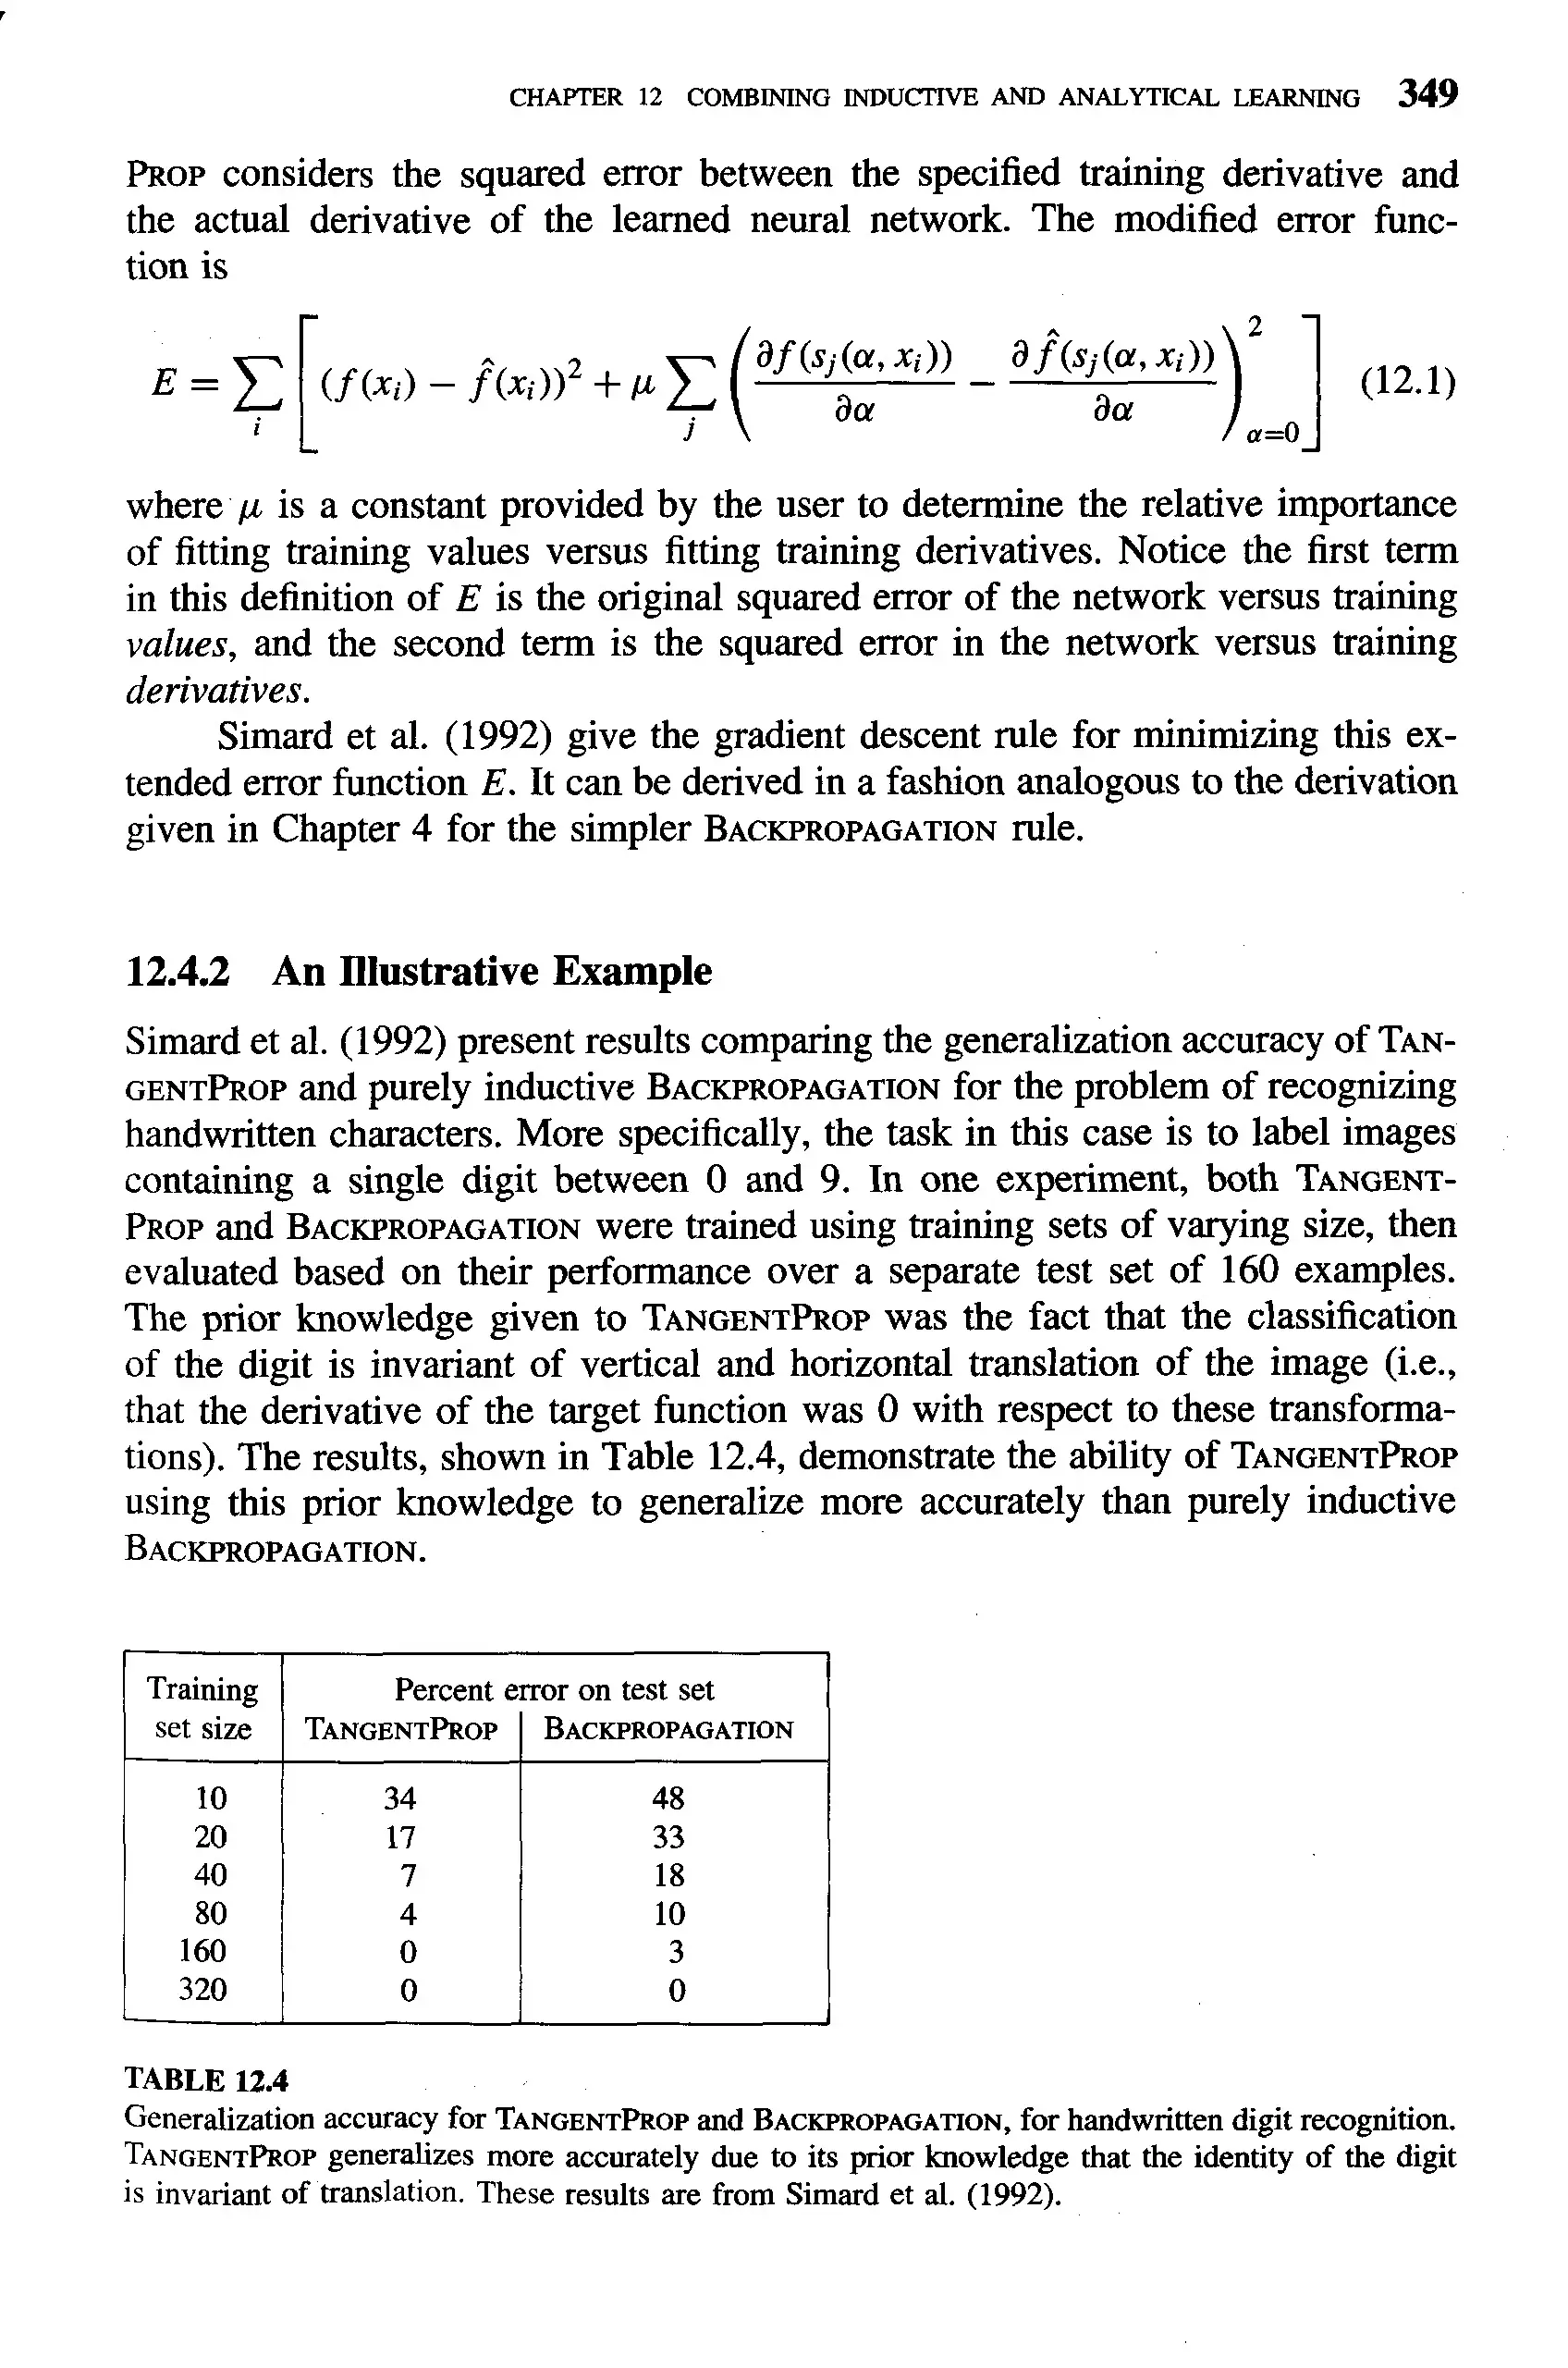 CHAPTER 12 COMBINING INDUCTIVE AND ANALYTICAL LEARNING 349
PROP considers the squared error between the specified training derivative and
the actual derivative of the learned neural network. The modified error func-
tion is
E = \sum_i \left[ (f(x_i) - \hat{f}(x_i))^2 + \mu \sum_j \left( \frac{\partial f(s_j(\alpha, x_i))}{\partial \alpha} - \frac{\partial \hat{f}(s_j(\alpha, x_i))}{\partial \alpha} \right)^2_{\alpha=0} \right] (12.1)
where μ is a constant provided by the user to determine the relative importance
of fitting training values versus fitting training derivatives. Notice the first term
in this definition of E is the original squared error of the network versus training
values, and the second term is the squared error in the network versus training
derivatives.
Simard et al. (1992) give the gradient descent rule for minimizing this ex-
tended error function E. It can be derived in a fashion analogous to the derivation
given in Chapter 4 for the simpler BACKPROPAGATION rule.
12.4.2 An Illustrative Example
Simard et al. (1992) present results comparing the generalization accuracy of TAN-
GENTPROP and purely inductive BACKPROPAGATION for the problem of recognizing
handwritten characters. More specifically, the task in this case is to label images
containing a single digit between 0 and 9. In one experiment, both TANGENT-
PROP and BACKPROPAGATION were trained using training sets of varying size, then
evaluated based on their performance over a separate test set of 160 examples.
The prior knowledge given to TANGENTPROP was the fact that the classification
of the digit is invariant of vertical and horizontal translation of the image (i.e.,
that the derivative of the target function was 0 with respect to these transforma-
tions). The results, shown in Table 12.4, demonstrate the ability of TANGENTPROP
using this prior knowledge to generalize more accurately than purely inductive
BACKPROPAGATION.
Training Percent error on test set
set size TANGENTPROP BACKPROPAGATION
10 34 48
20 17 33
40 7 18
80 4 10
160 0 3
320 0 0
TABLE 12.4
Generalization accuracy for TANGENTPROP and BACKPROPAGATION, for handwritten digit recognition.
TANGENTPROP generalizes more accurately due to its prior knowledge that the identity of the digit
is invariant of translation. These results are from Simard et al. (1992).